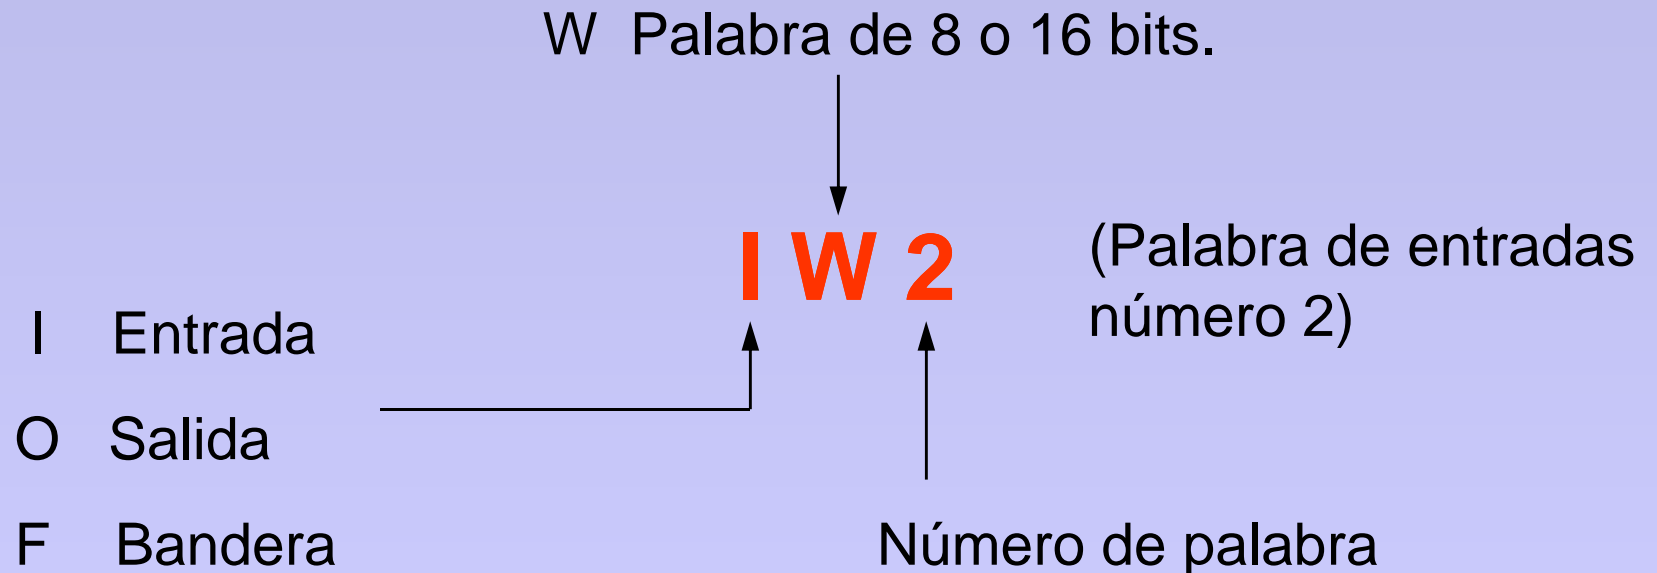 W Palabra de 8 o 16 bits.
I W 2
(Palabra de entradas
número 2)
I Entrada
O Salida
F Bandera
Número de palabra